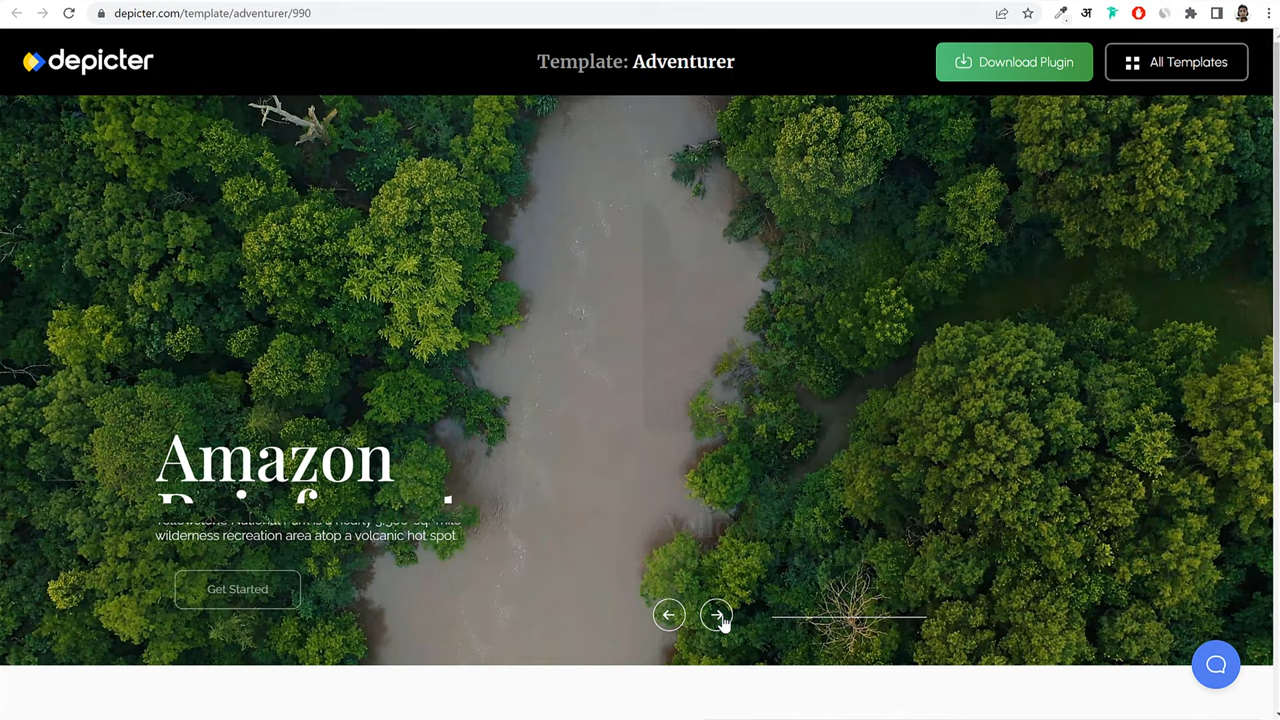 depicter.com/template/adventurer/990
अ
depicter
Template: Adventurer
Download Plugin
All Templates
Amazon
wilderness recreation area atop a volcanic hot spot.
Get Started